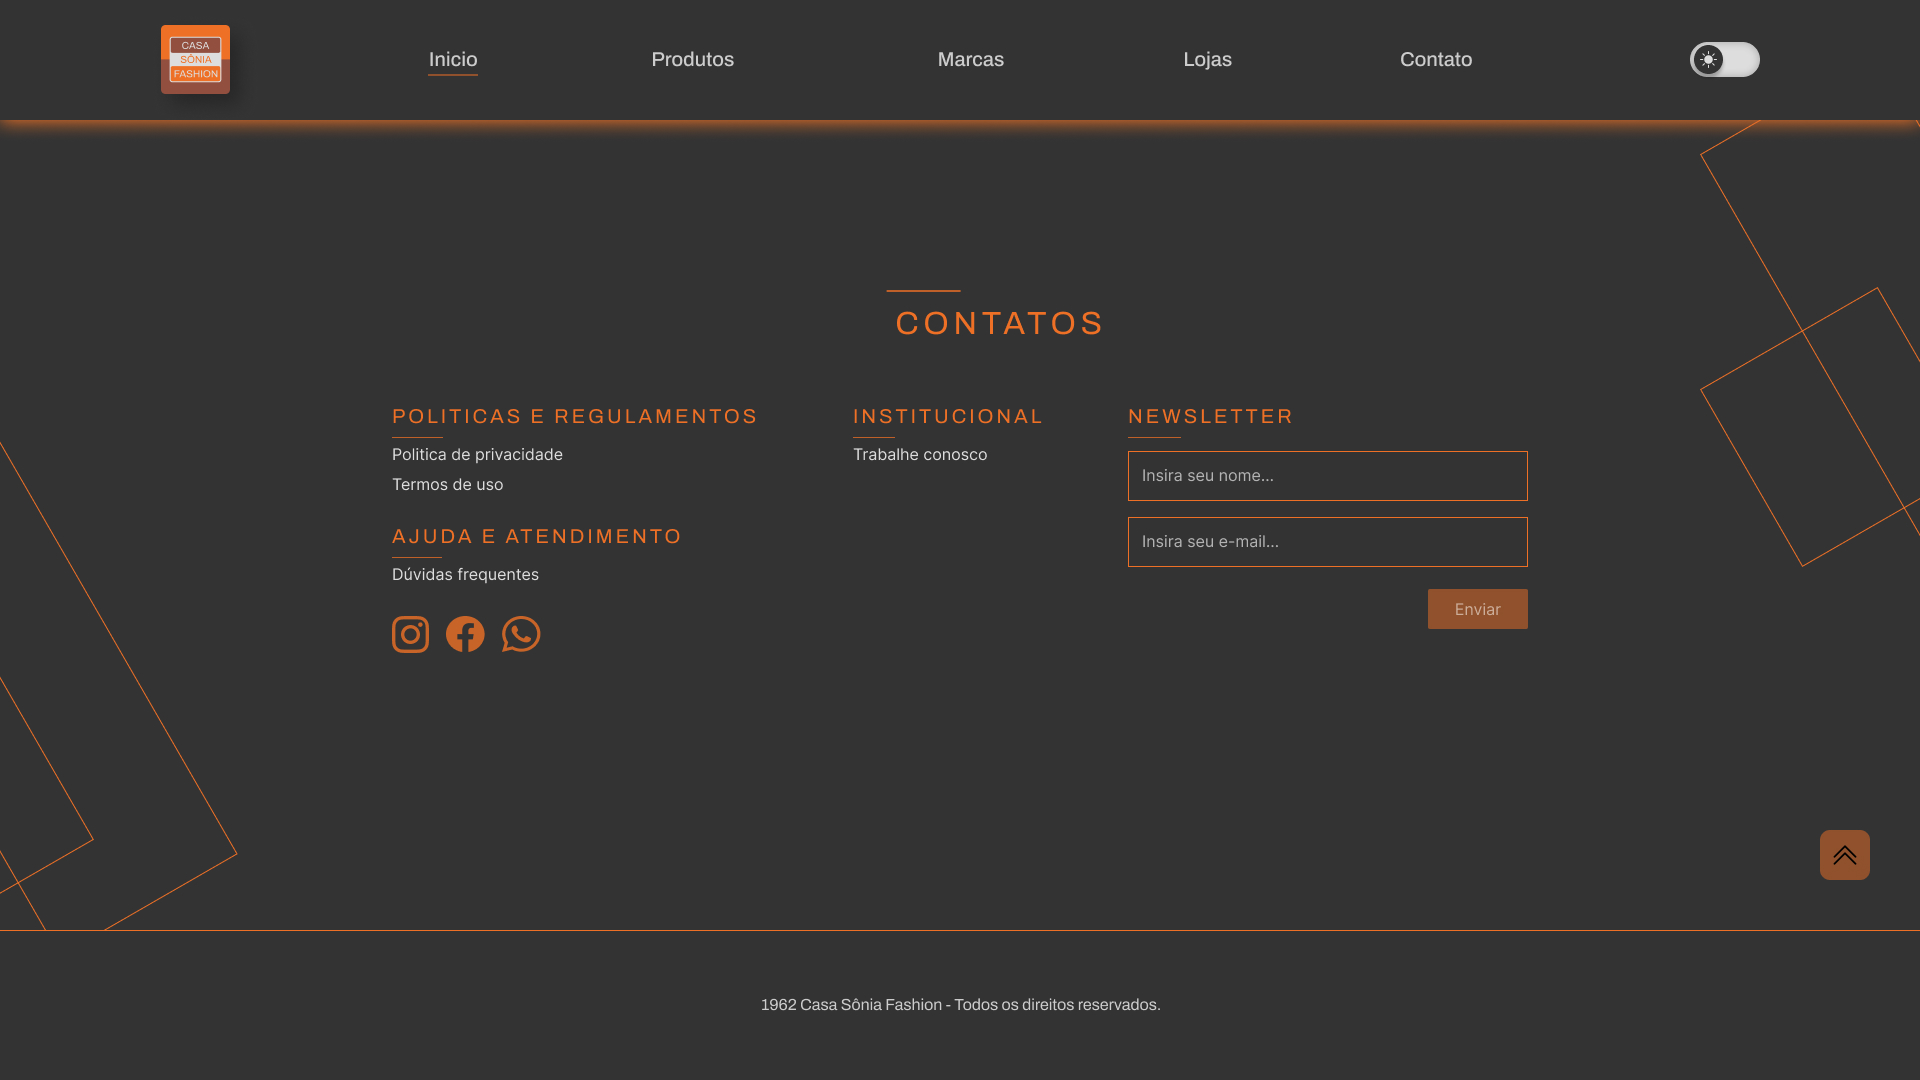 CASA
SÔNIA
FASHION
Inicio
Produtos
Marcas
Lojas
Contato
CONTATOS
POLITICAS E REGULAMENTOS
Politica de privacidade
Termos de uso
AJUDA E ATENDIMENTO
Dúvidas frequentes
INSTITUCIONAL
Trabalhe conosco
NEWSLETTER
Insira seu nome...
Insira seu e-mail...
Enviar
1962 Casa Sônia Fashion - Todos os direitos reservados.